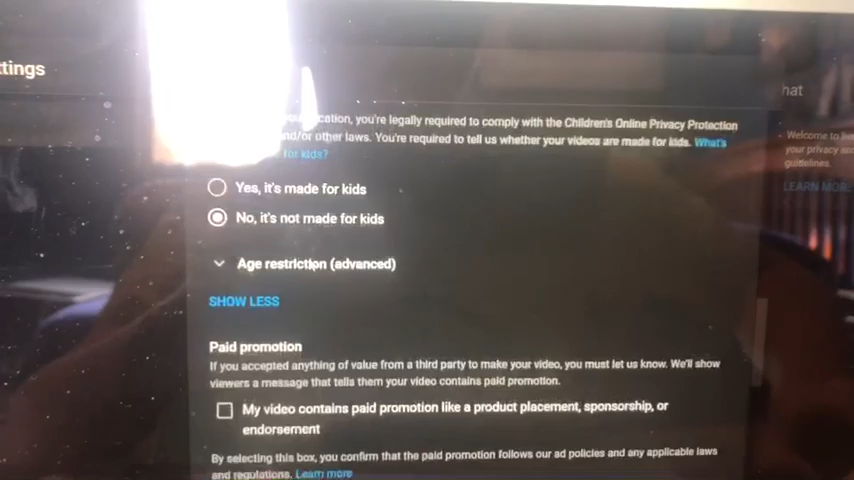 ttings
cation, you're legally required to comply with the Children's Online Privacy Protection
and/or other laws. You're required to tell us whether your videos are made for kids. What's
for kids?
Yes, it's made for kids
No, it's not made for kids
Age restriction (advanced)
SHOW LESS
Paid promotion
If you accepted anything of value from a third party to make your video, you must let us know. We'll show
viewers a message that tells them your video contains paid promotion.
My video contains paid promotion like a product placement, sponsorship, or
endorsement
By selecting this box, you confirm that the paid promotion follows our ad policies and any applicable laws
and regulations. Learn more
hat
Welcome to
your privacy
guidelines.
LEARN MORE